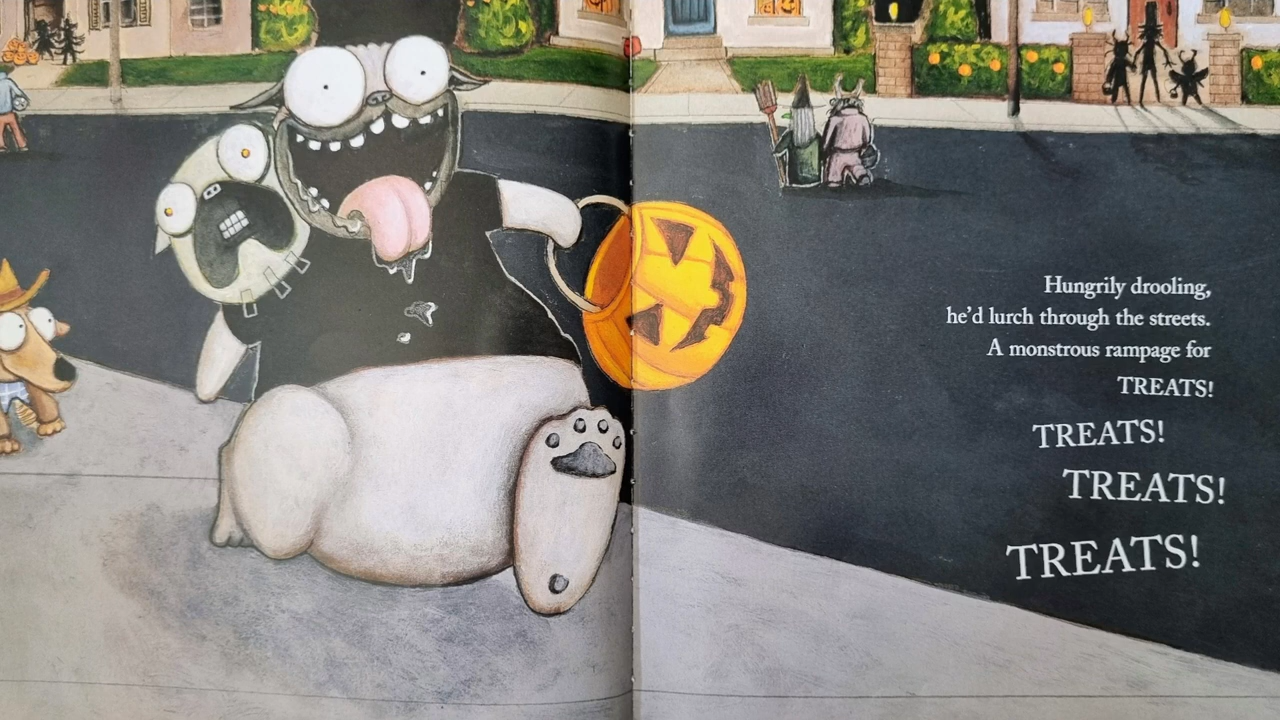 Hungrily drooling,
he'd lurch through the streets.
A monstrous rampage for
TREATS!
TREATS!
TREATS!
TREATS!